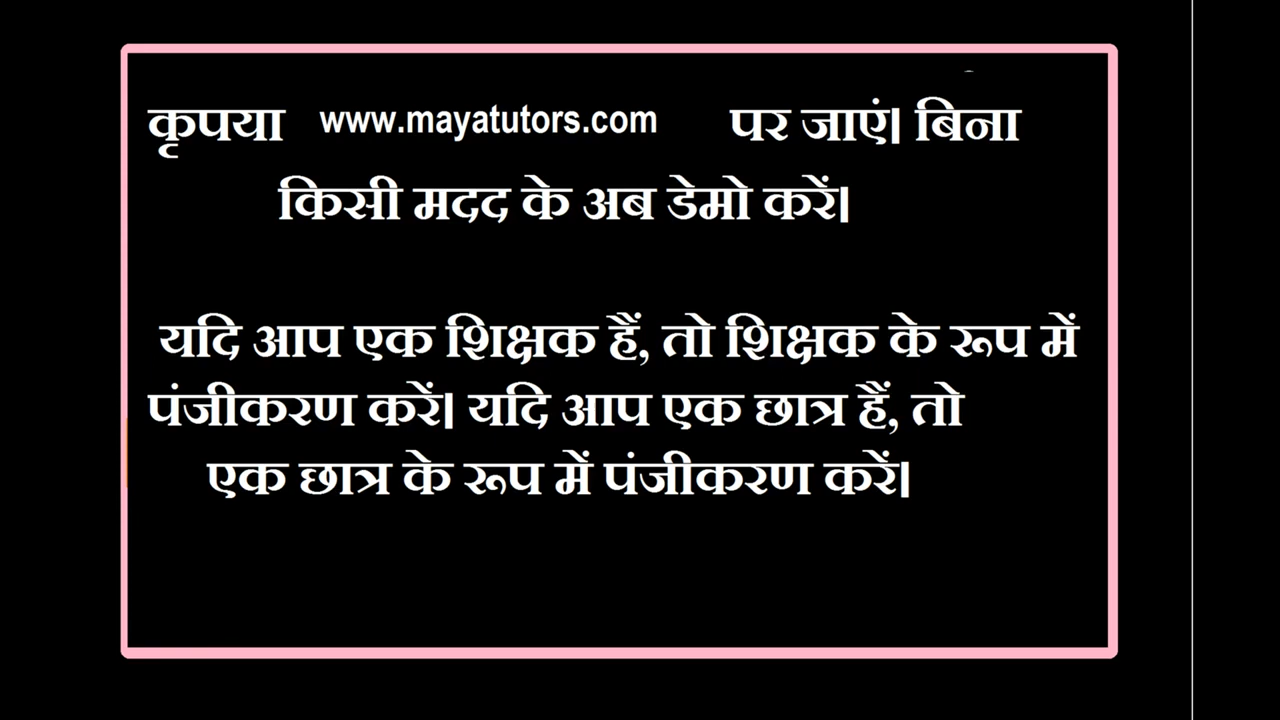 कृपया www.mayatutors.com पर जाएं। बिना
किसी मदद के अब डेमो करें।
यदि आप एक शिक्षक हैं, तो शिक्षक के रूप में
पंजीकरण करें। यदि आप एक छात्र हैं, तो
एक छात्र के रूप में पंजीकरण करें।